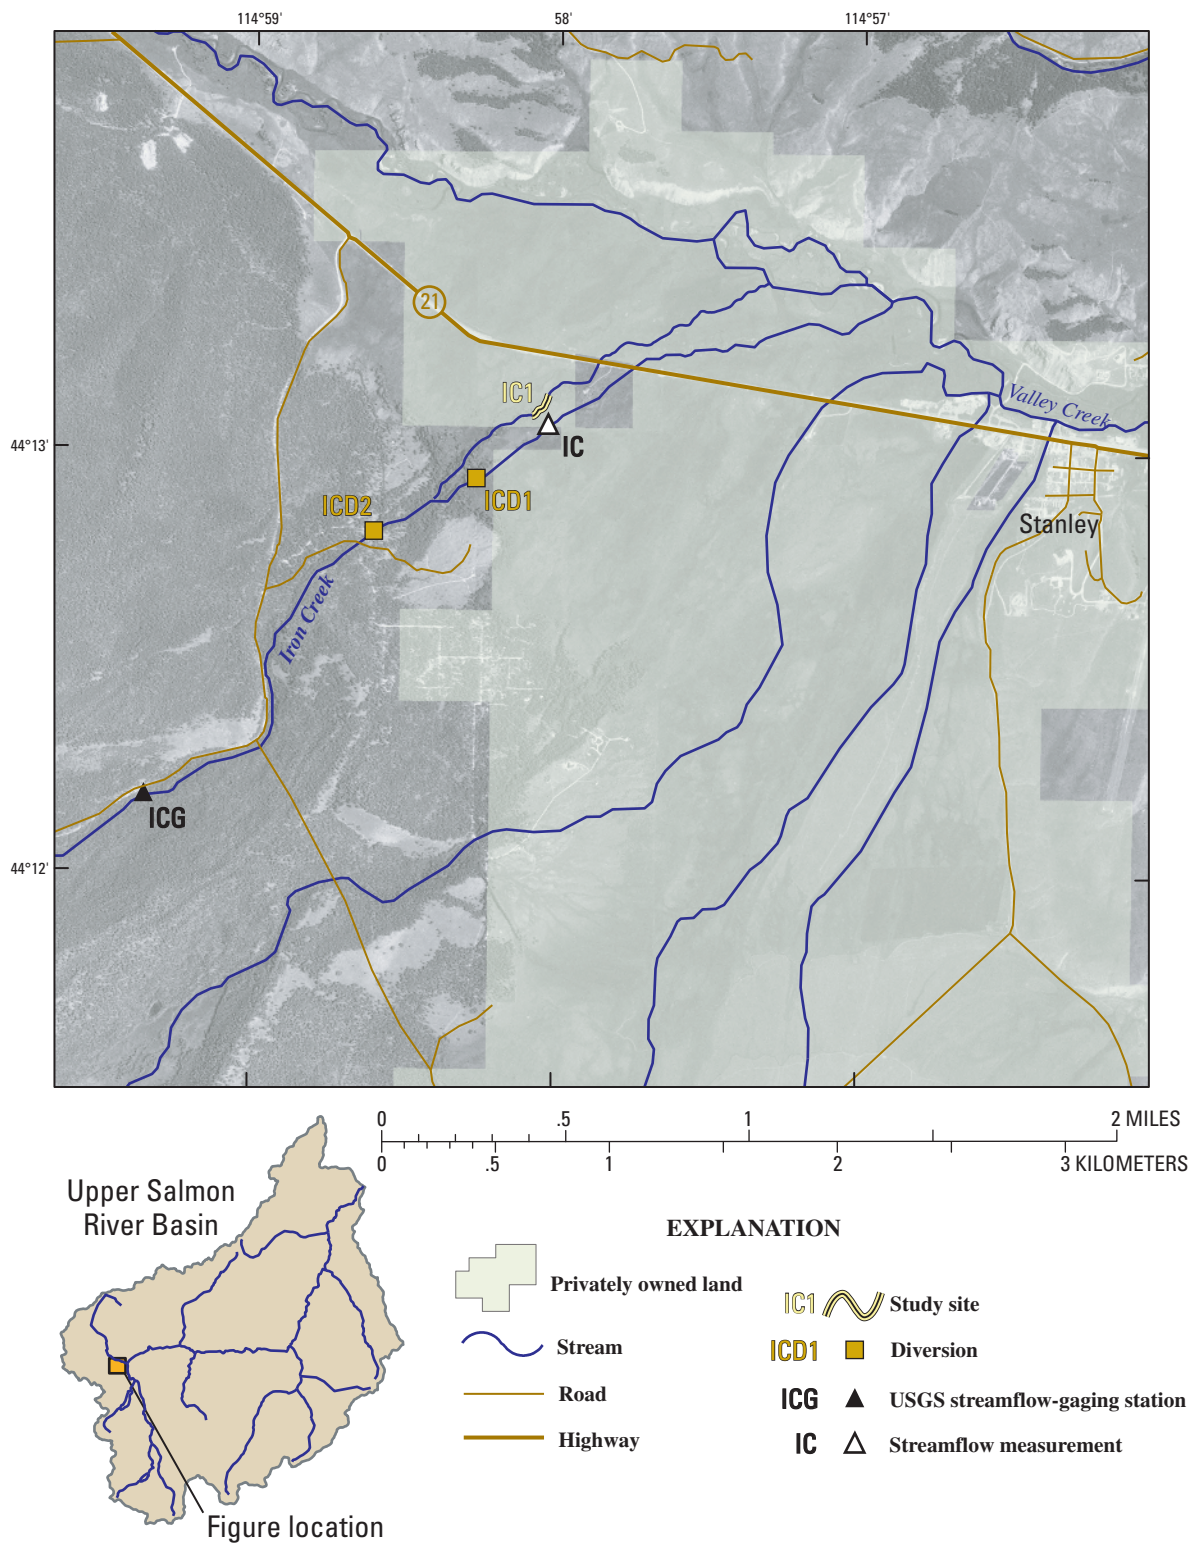 114°59'
58'
114°57'
21
IC1
Valley Creek
44°13'
IC
ICD1
ICD2
Stanley
Iron Creek
ICG
44°12'
0 .5 1 2 MILES
0 .5 1 2 3 KILOMETERS
Upper Salmon
River Basin
Figure location
EXPLANATION
Privately owned land
Stream
Road
Highway
IC1 Study site
ICD1 Diversion
ICG USGS streamflow-gaging station
IC Streamflow measurement